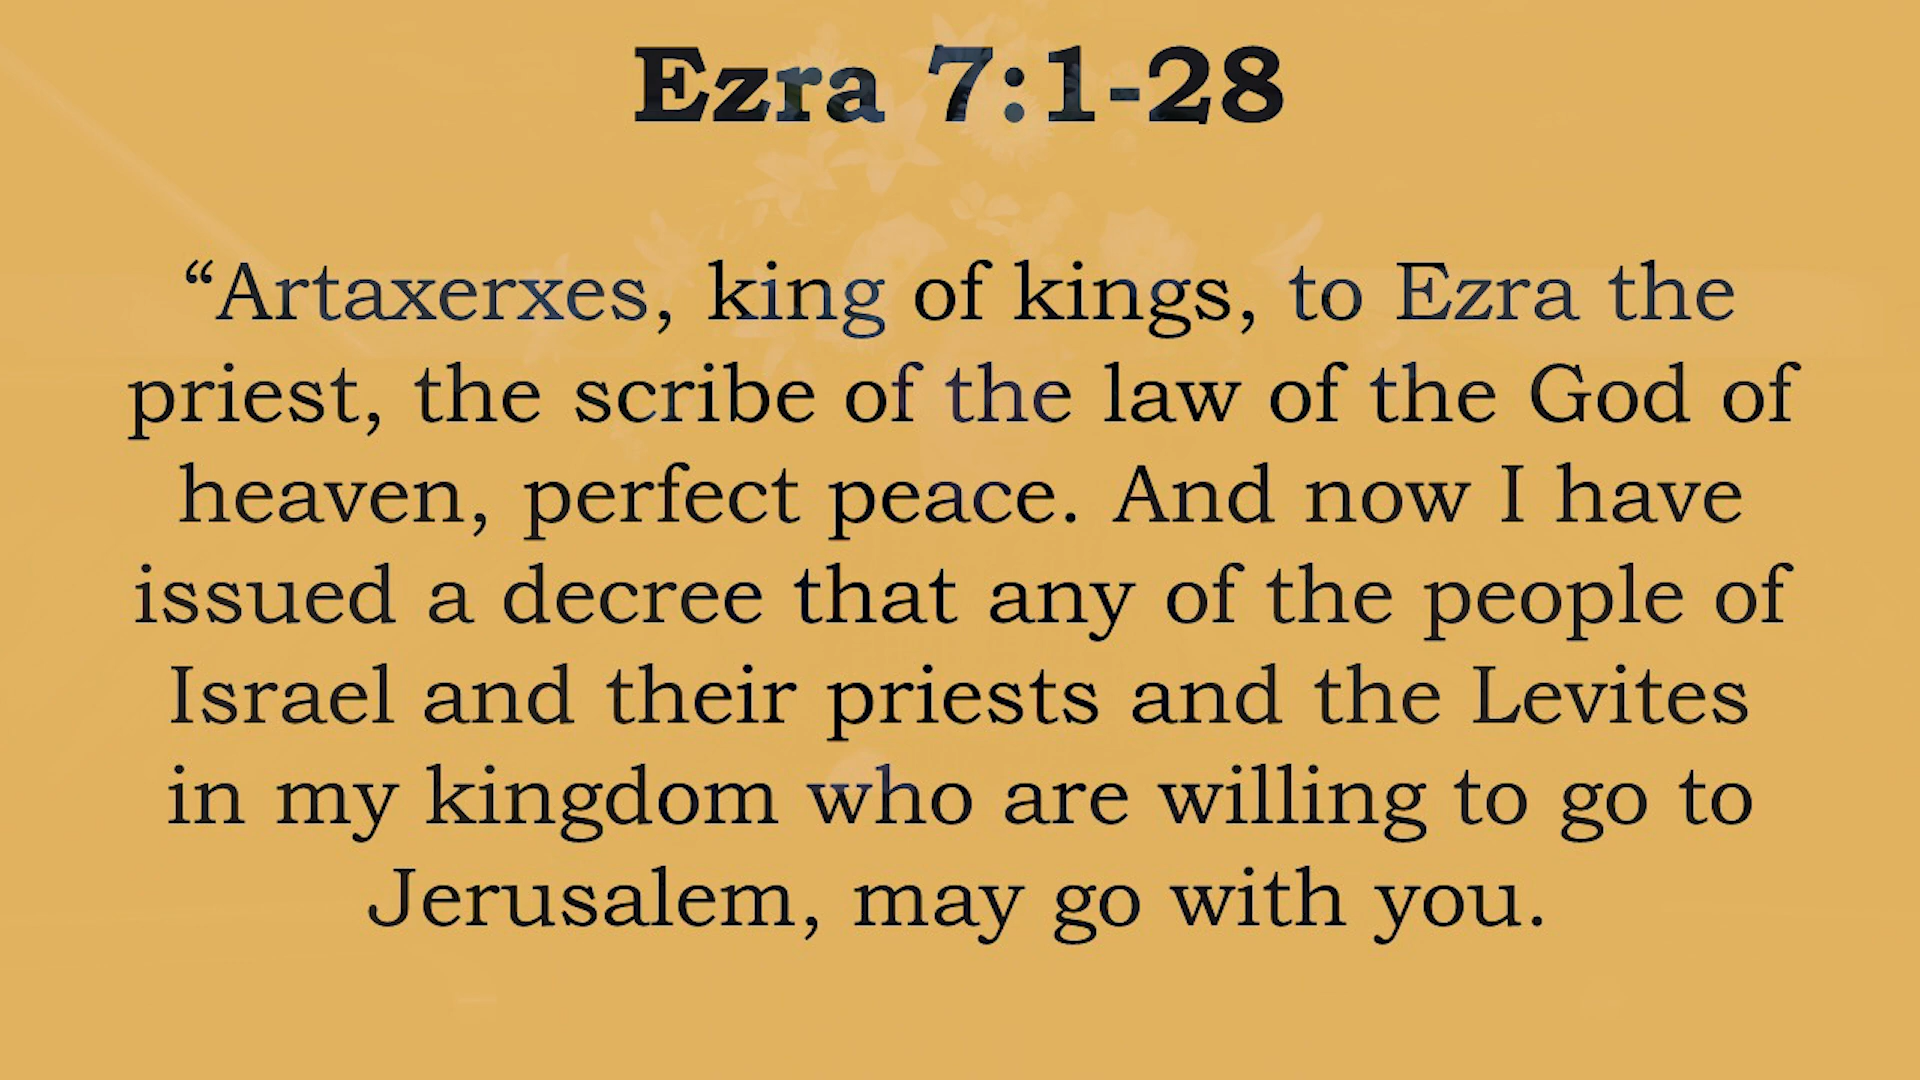 Ezra 7:1-28
“Artaxerxes, king of kings, to Ezra the
priest, the scribe of the law of the God of
heaven, perfect peace. And now I have
issued a decree that any of the people of
Israel and their priests and the Levites
in my kingdom who are willing to go to
Jerusalem, may go with you.